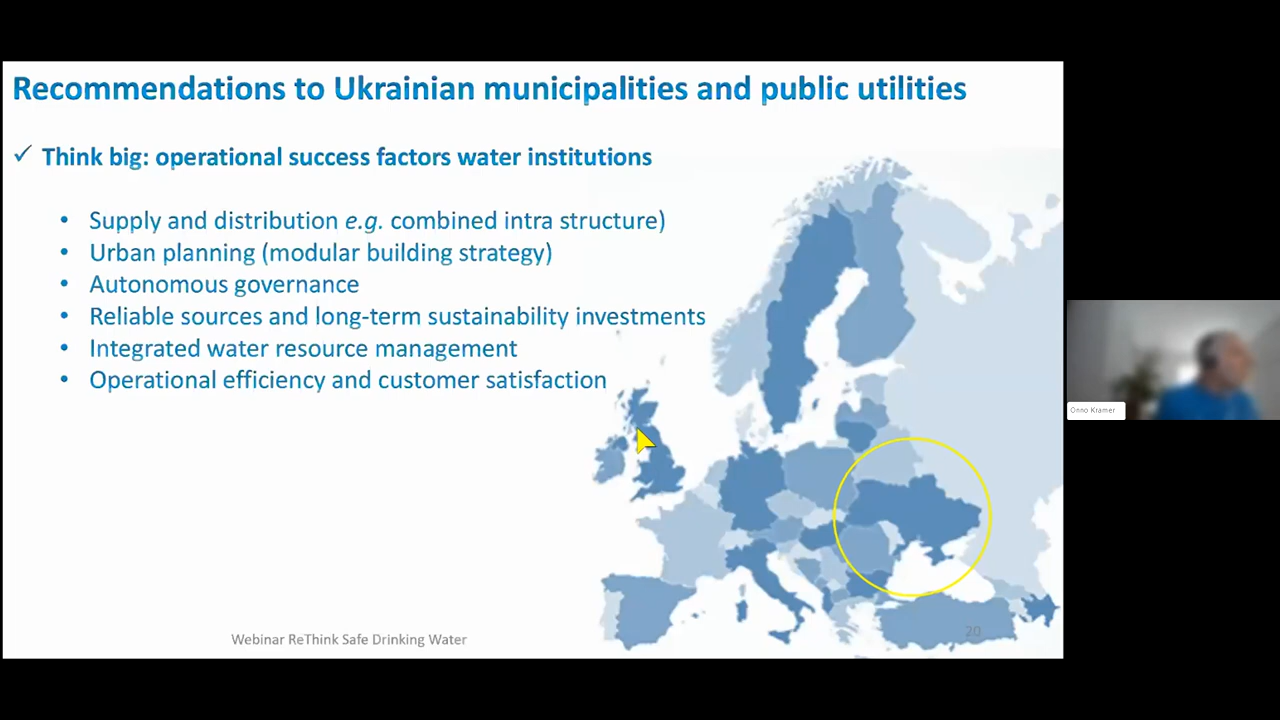 Recommendations to Ukrainian municipalities and public utilities
✓ Think big: operational success factors water institutions
• Supply and distribution e.g. combined intra structure)
• Urban planning (modular building strategy)
• Autonomous governance
• Reliable sources and long-term sustainability investments
• Integrated water resource management
• Operational efficiency and customer satisfaction
Onno Kramer
Webinar ReThink Safe Drinking Water
20